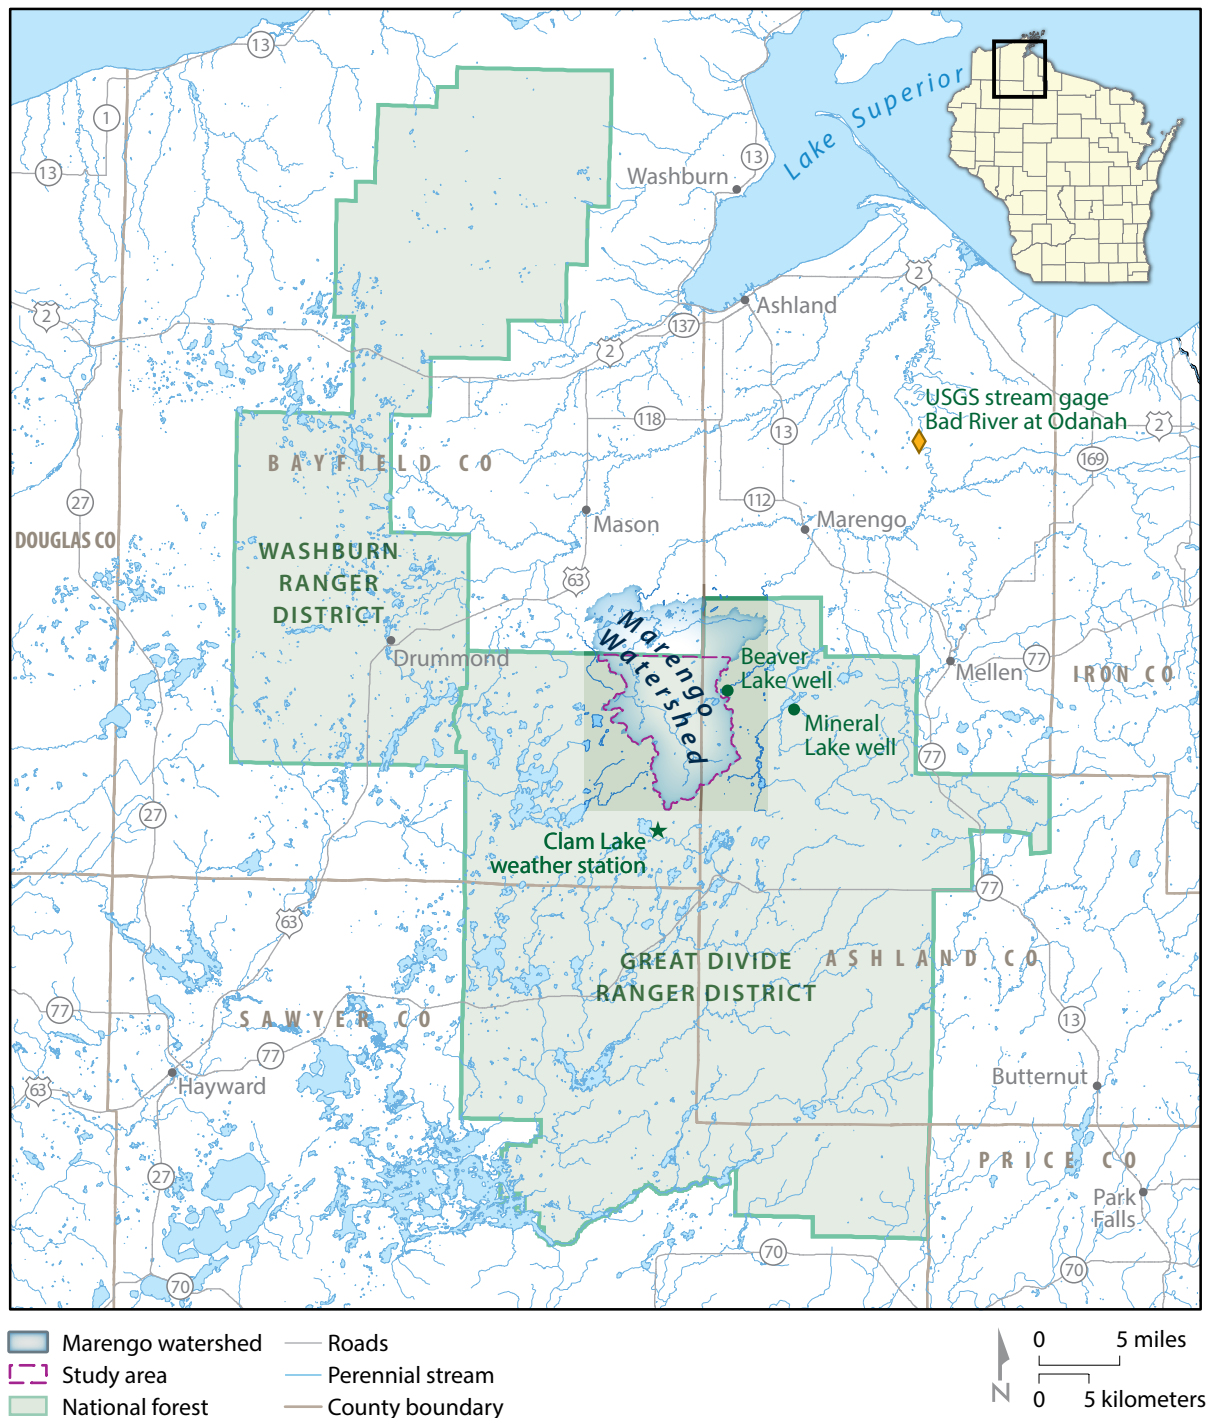 13
1
13
Lake Superior
13
Washburn
2
2
Ashland
137
2
USGS stream gage
Bad River at Odanah
118
13
2
BAYFIELD CO
169
27
112
Mason
Marengo
DOUGLAS CO
WASHBURN
RANGER
DISTRICT
63
Marengo
Watershed
Drummond
Beaver
Lake well
77
Mellen
IRON CO
Mineral
Lake well
77
27
Clam Lake
weather station
77
63
GREAT DIVIDE
RANGER DISTRICT
ASHLAND CO
77
SAWYER CO
13
77
Hayward
63
Butternut
27
PRICE CO
Park
Falls
70
70
70
Marengo watershed
Study area
National forest
Roads
Perennial stream
County boundary
N
0 5 miles
0 5 kilometers